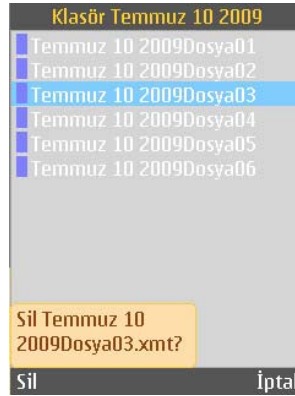 Klasör Temmuz 10 2009
Temmuz 10 2009Dosya01
Temmuz 10 2009Dosya02
Temmuz 10 2009Dosya03
Temmuz 10 2009Dosya04
Temmuz 10 2009Dosya05
Temmuz 10 2009Dosya06
Sil Temmuz 10
2009Dosya03.xmt?
Sil İptal